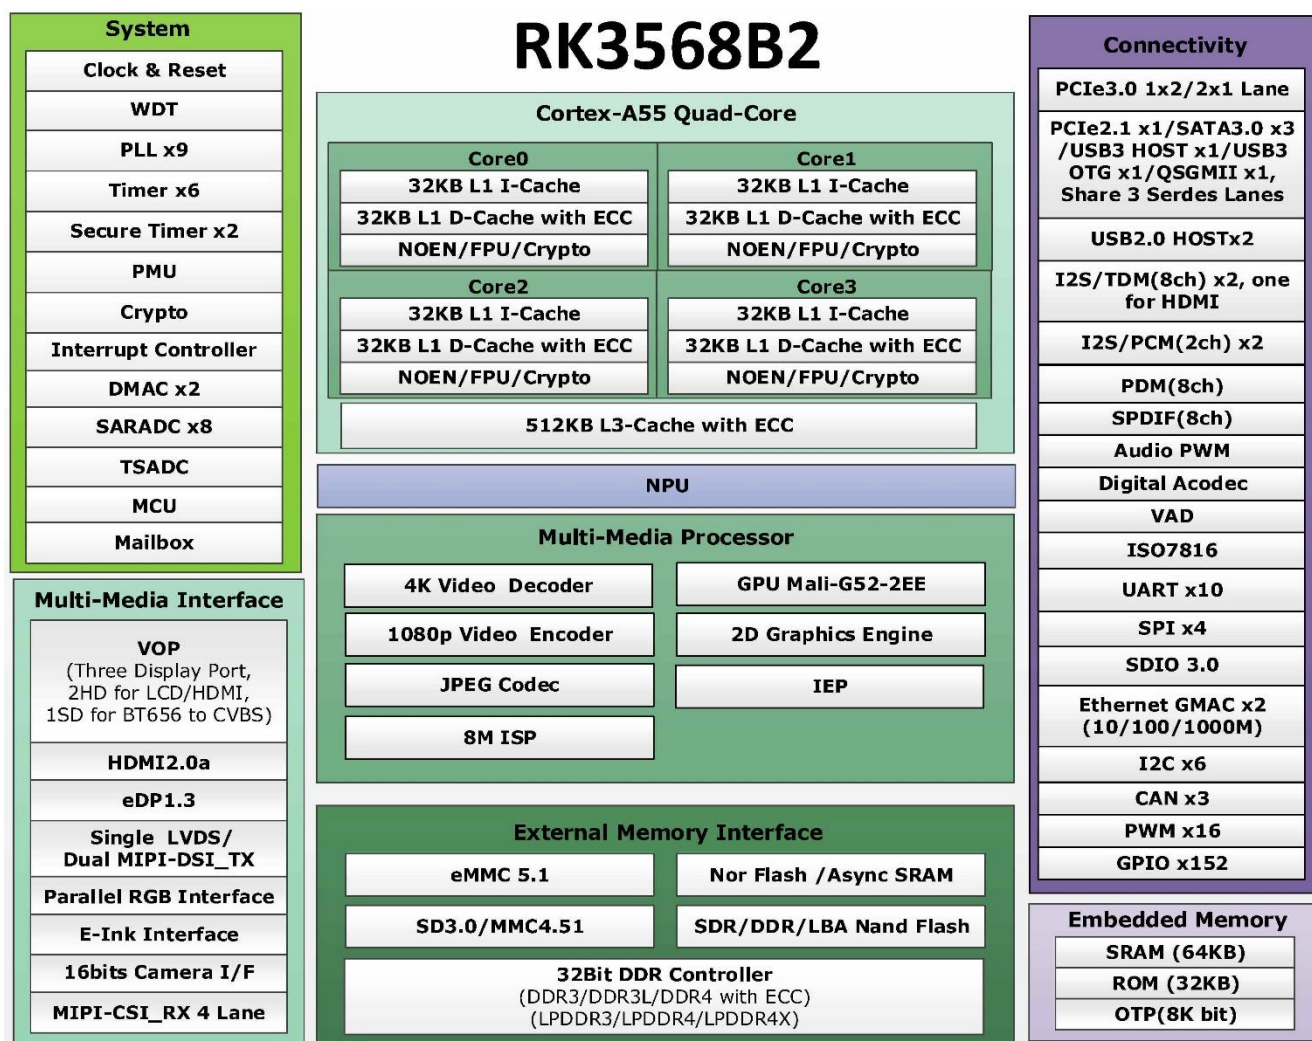 RK3568B2
System
Clock & Reset
WDT
PLL x9
Timer x6
Secure Timer x2
PMU
Crypto
Interrupt Controller
DMAC x2
SARADC x8
TSADC
MCU
Mailbox
Multi-Media Interface
VOP
(Three Display Port,
2HD for LCD/HDMI,
1SD for BT656 to CVBS)
HDMI2.0a
eDP1.3
Single LVDS/
Dual MIPI-DSI_TX
Parallel RGB Interface
E-Ink Interface
16bits Camera I/F
MIPI-CSI_RX 4 Lane
Cortex-A55 Quad-Core
Core0
32KB L1 I-Cache
32KB L1 D-Cache with ECC
NOEN/FPU/Crypto
Core1
32KB L1 I-Cache
32KB L1 D-Cache with ECC
NOEN/FPU/Crypto
Core2
32KB L1 I-Cache
32KB L1 D-Cache with ECC
NOEN/FPU/Crypto
Core3
32KB L1 I-Cache
32KB L1 D-Cache with ECC
NOEN/FPU/Crypto
512KB L3-Cache with ECC
NPU
Multi-Media Processor
4K Video Decoder
1080p Video Encoder
JPEG Codec
8M ISP
GPU Mali-G52-2EE
2D Graphics Engine
IEP
External Memory Interface
eMMC 5.1
Nor Flash /Async SRAM
SD3.0/MMC4.51
SDR/DDR/LBA Nand Flash
32Bit DDR Controller
(DDR3/DDR3L/DDR4 with ECC)
(LPDDR3/LPDDR4/LPDDR4X)
Connectivity
PCIe3.0 1x2/2x1 Lane
PCIe2.1 x1/SATA3.0 x3
/USB3 HOST x1/USB3
OTG x1/QSGMII x1,
Share 3 Serdes Lanes
USB2.0 HOSTx2
I2S/TDM(8ch) x2, one
for HDMI
I2S/PCM(2ch) x2
PDM(8ch)
SPDIF(8ch)
Audio PWM
Digital Acodec
VAD
ISO7816
UART x10
SPI x4
SDIO 3.0
Ethernet GMAC x2
(10/100/1000M)
I2C x6
CAN x3
PWM x16
GPIO x152
Embedded Memory
SRAM (64KB)
ROM (32KB)
OTP(8K bit)